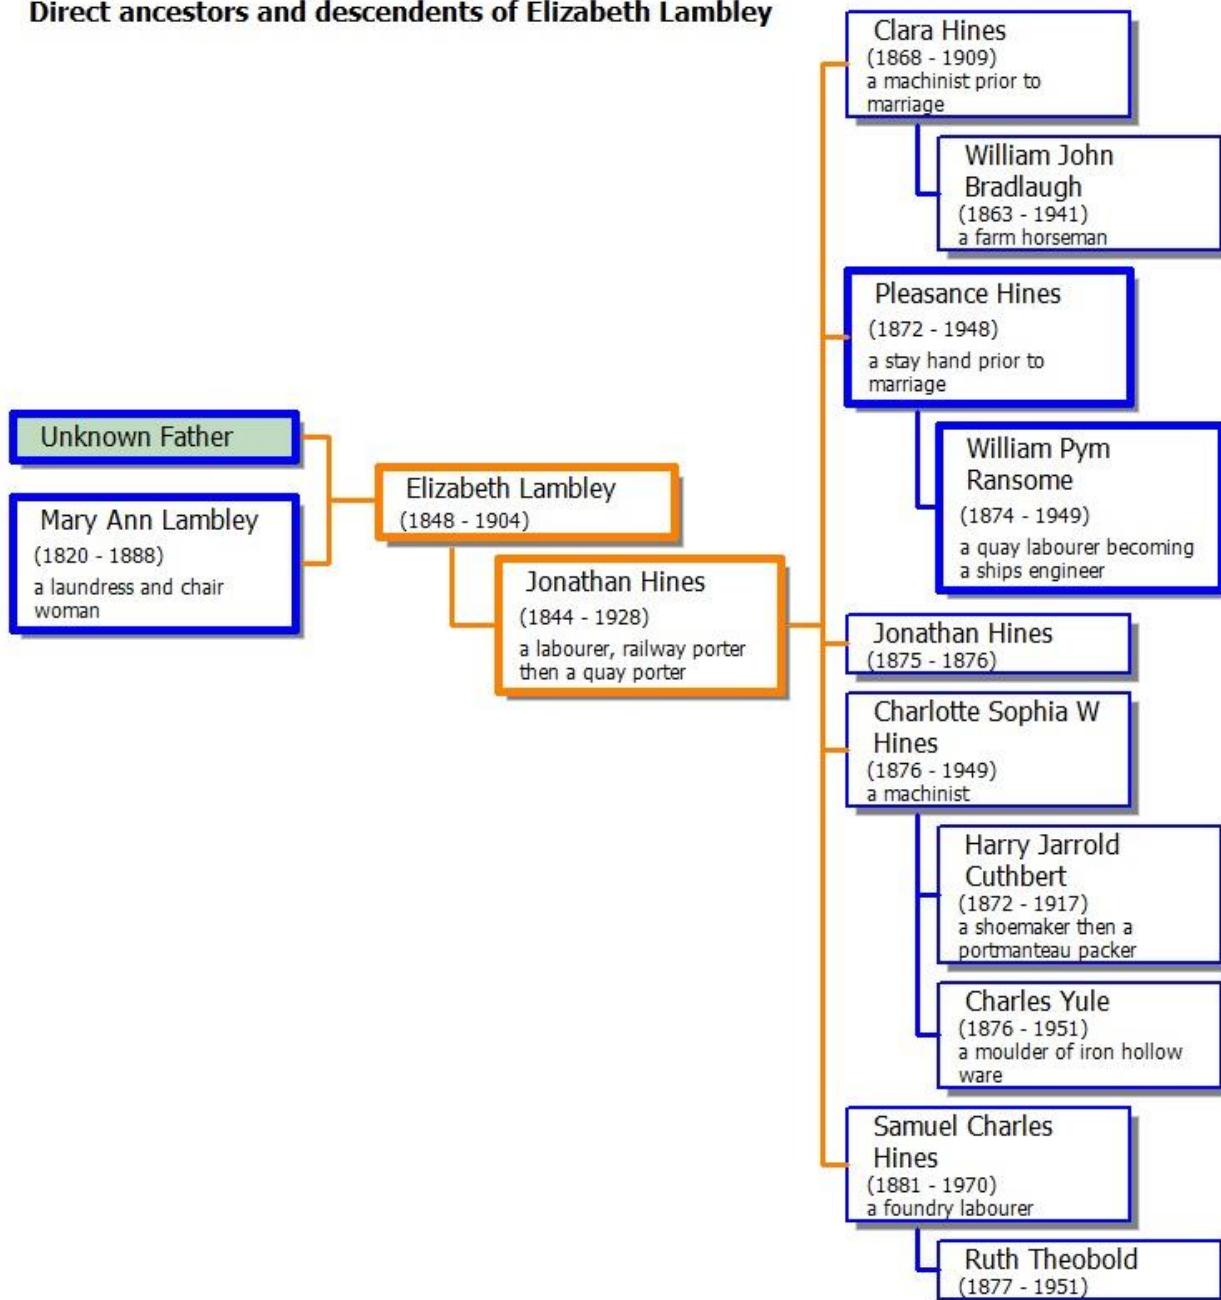 Direct ancestors and descendents of Elizabeth Lambley
Unknown Father
Mary Ann Lambley
(1820 - 1888)
a laundress and chair
woman
Elizabeth Lambley
(1848 - 1904)
Jonathan Hines
(1844 - 1928)
a labourer, railway porter
then a quay porter
Clara Hines
(1868 - 1909)
a machinist prior to
marriage
William John
Bradlaugh
(1863 - 1941)
a farm horseman
Pleasance Hines
(1872 - 1948)
a stay hand prior to
marriage
William Pym
Ransome
(1874 - 1949)
a quay labourer becoming
a ships engineer
Jonathan Hines
(1875 - 1876)
Charlotte Sophia W
Hines
(1876 - 1949)
a machinist
Harry Jarrold
Cuthbert
(1872 - 1917)
a shoemaker then a
portmanteau packer
Charles Yule
(1876 - 1951)
a moulder of iron hollow
ware
Samuel Charles
Hines
(1881 - 1970)
a foundry labourer
Ruth Theobold
(1877 - 1951)